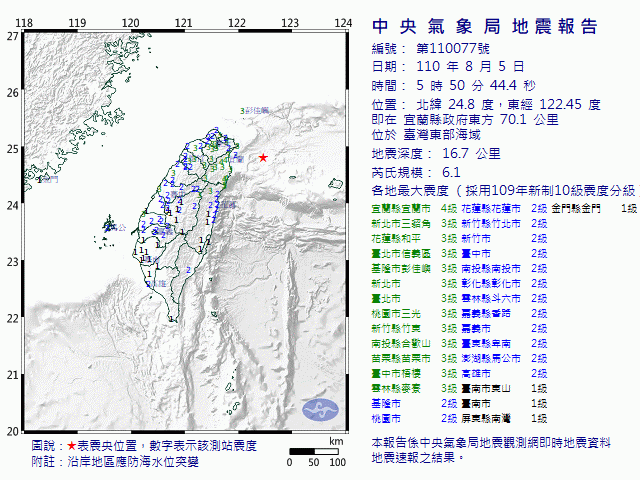 中央氣象局地震報告
編號： 第110077號
日期： 110 年 8 月 5 日
時間： 5 時 50 分 44.4 秒
位置： 北緯 24.8 度，東經 122.45 度
即在 宜蘭縣政府東方 70.1 公里
位於 臺灣東部海域
地震深度： 16.7 公里
芮氏規模： 6.1
各地最大震度（採用109年新制10級震度分級
宜蘭縣宜蘭市 4級 花蓮縣花蓮市 2級 金門縣金門 1級
新北市三貂角 3級 新竹縣竹北市 2級
花蓮縣和平 3級 新竹市 2級
臺北市信義區 3級 臺中市 2級
基隆市彭佳嶼 3級 南投縣南投市 2級
新北市 3級 彰化縣彰化市 2級
臺北市 3級 雲林縣斗六市 2級
桃園市三光 3級 嘉義縣番路 2級
新竹縣竹東 3級 嘉義市 2級
南投縣合歡山 3級 臺東縣卑南 2級
苗栗縣苗栗市 3級 澎湖縣馬公市 2級
臺中市梧棲 3級 高雄市 2級
雲林縣麥寮 3級 臺南市東山 1級
基隆市 2級 臺南市 1級
桃園市 2級 屏東縣南灣 1級
本報告係中央氣象局地震觀測網即時地震資料
地震速報之結果。
118 119 120 121 122 123 124
27
26
25
24
23
22
21
20
118 119 120 121 122 123 124
3彭佳嶼
km
0 50 100
圖說：★表震央位置，數字表示該測站震度
附註：沿岸地區應防海水位突變